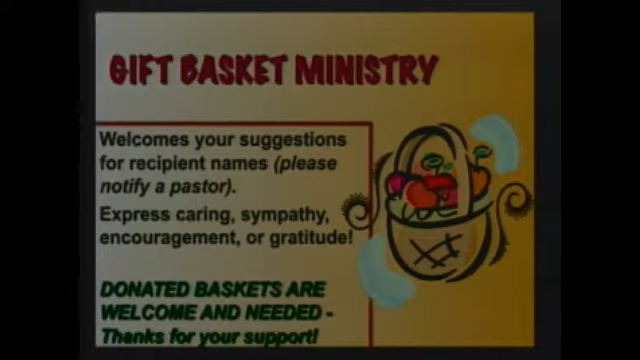 GIFT BASKET MINISTRY
Welcomes your suggestions
for recipient names (please
notify a pastor).
Express caring, sympathy,
encouragement, or gratitude!
DONATED BASKETS ARE
WELCOME AND NEEDED -
Thanks for your support!